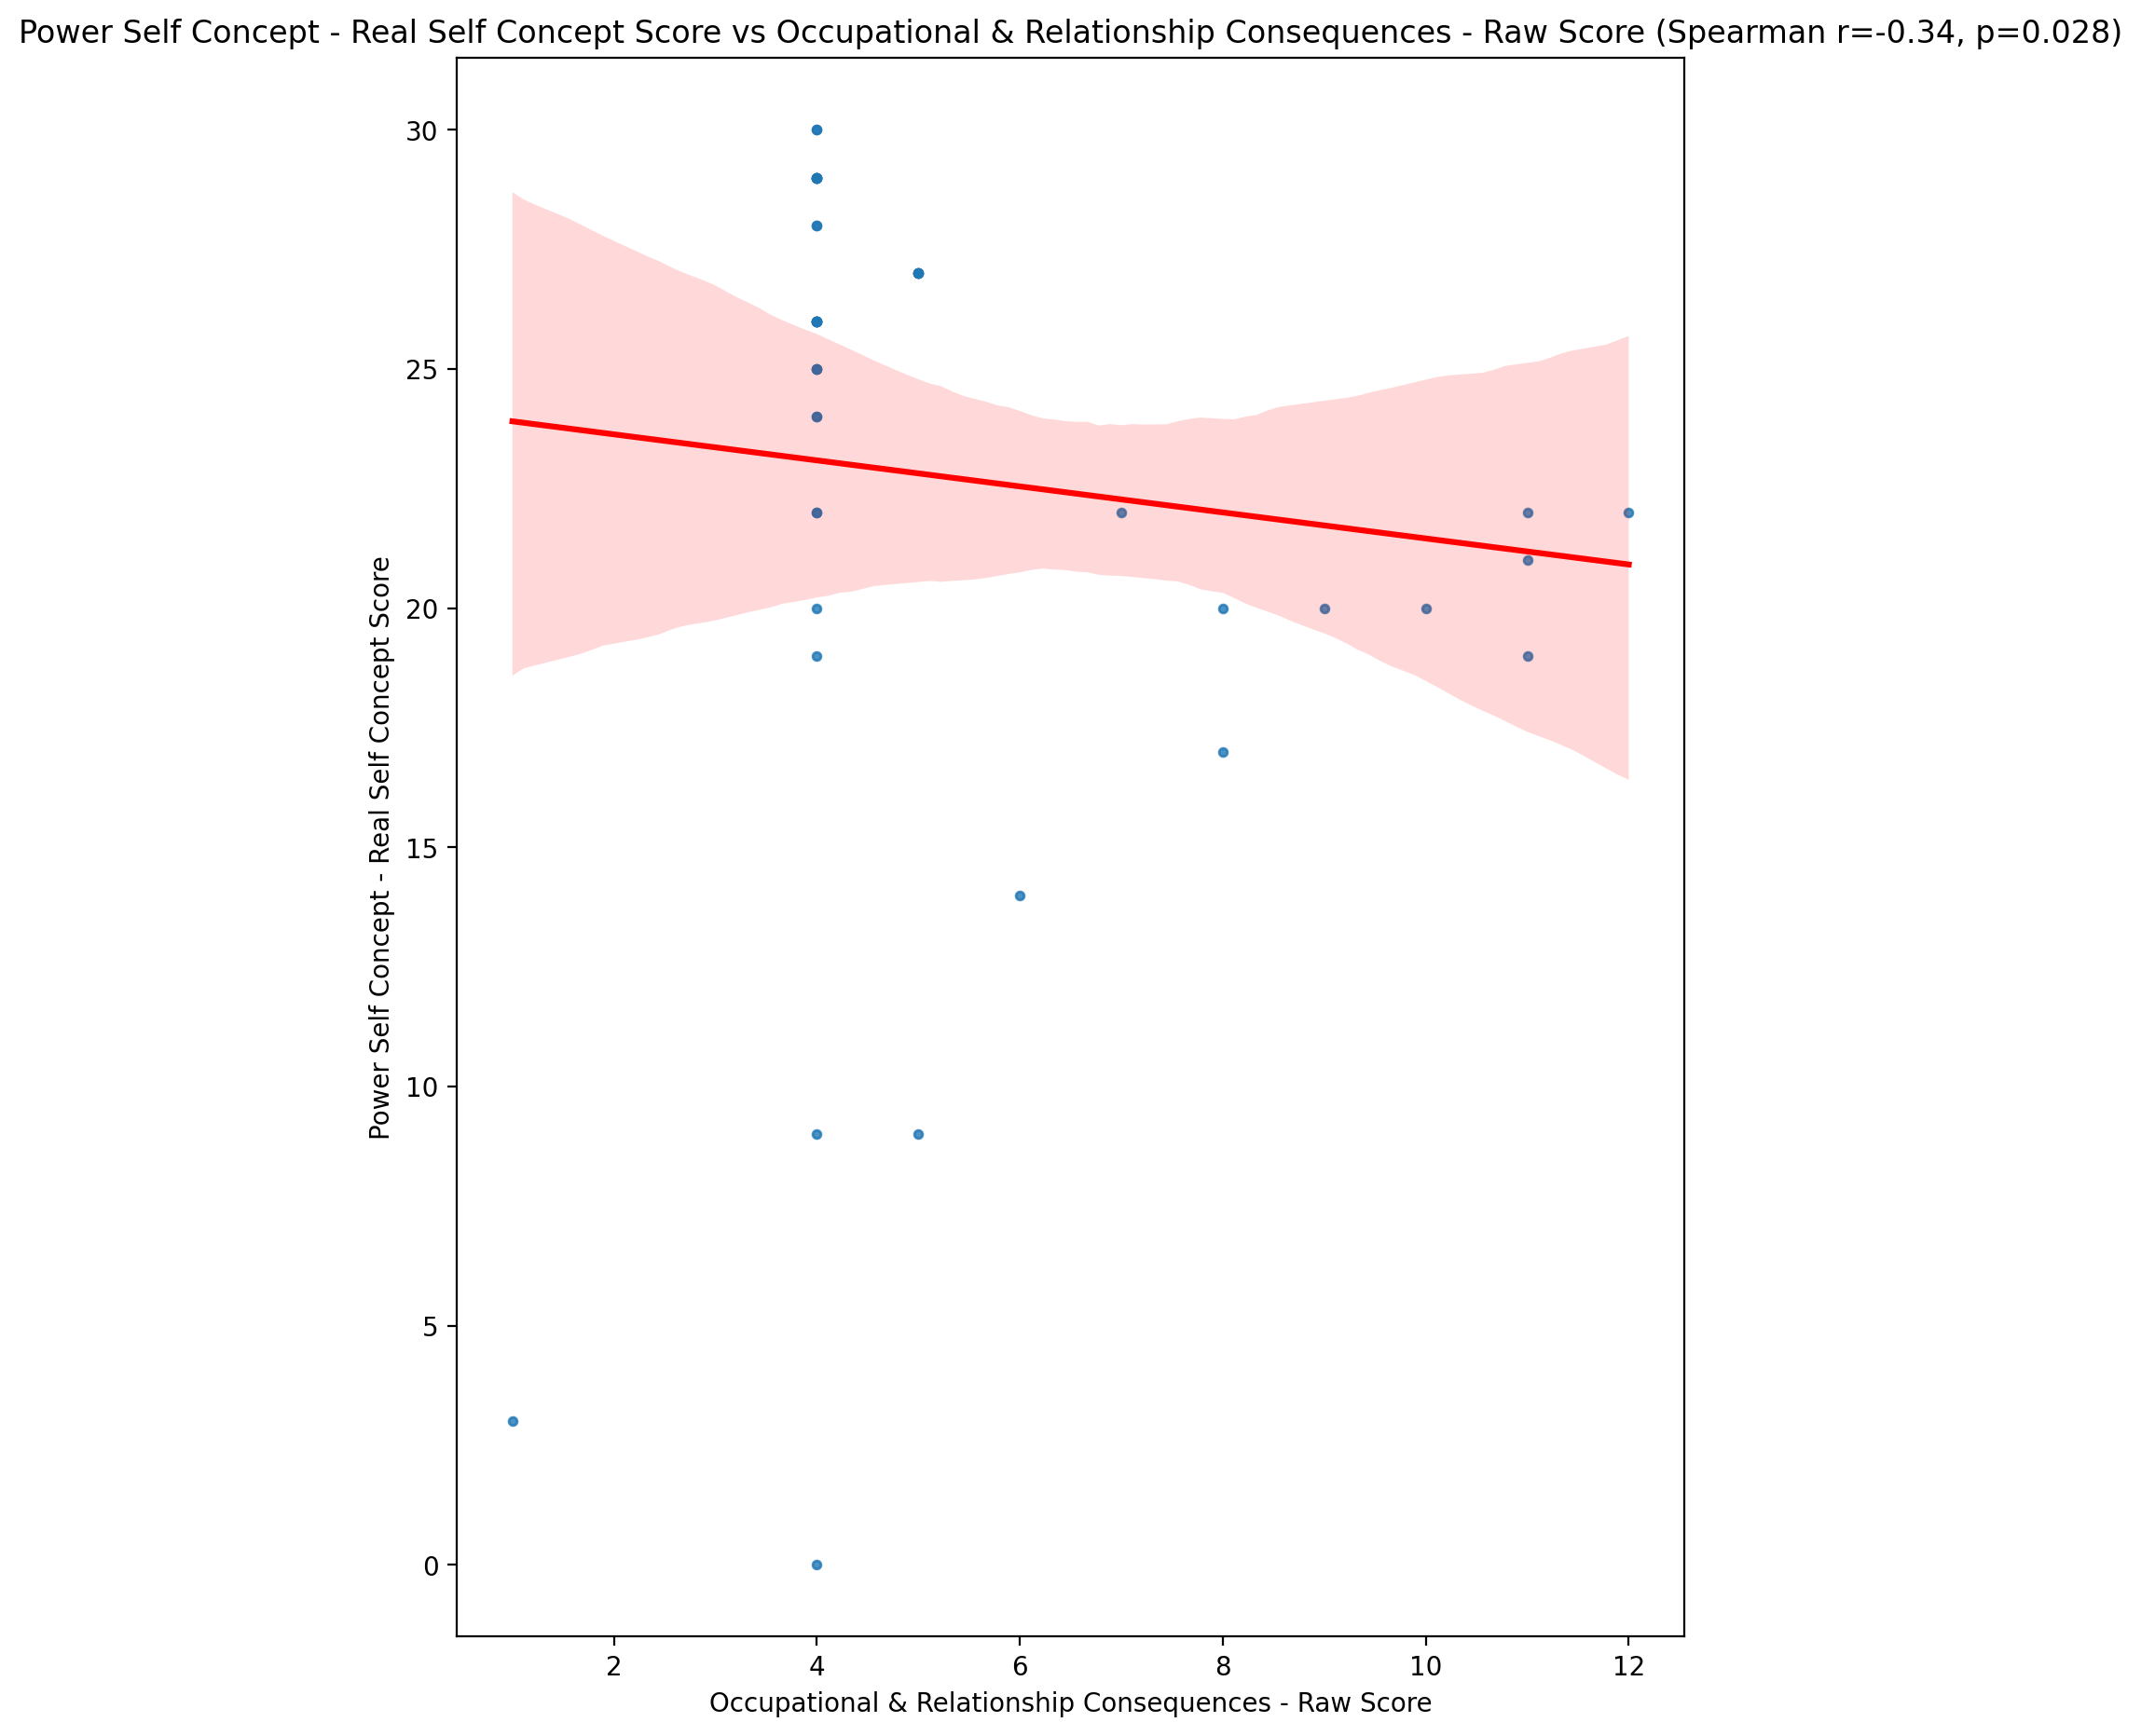 Power Self Concept - Real Self Concept Score vs Occupational & Relationship Consequences - Raw Score (Spearman r=-0.34, p=0.028)
Power Self Concept - Real Self Concept Score
30
25
20
15
10
5
0
2 4 6 8 10 12
Occupational & Relationship Consequences - Raw Score